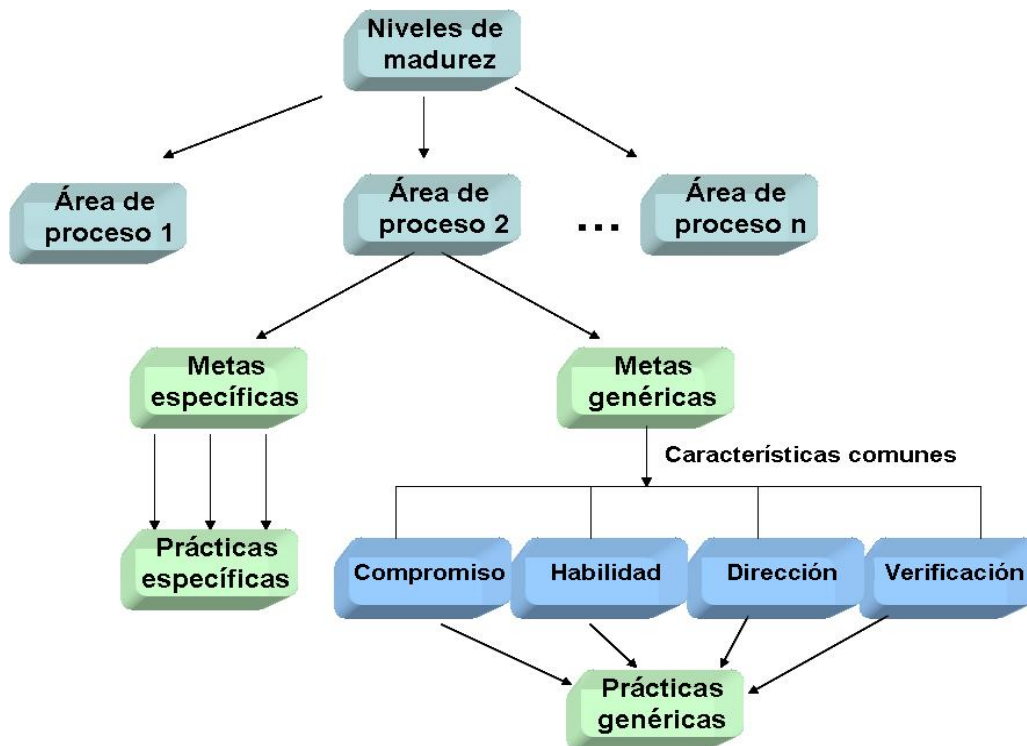 Niveles de
madurez
Área de
proceso 1
Área de
proceso 2
...
Área de
proceso n
Metas
específicas
Metas
genéricas
Características comunes
Prácticas
específicas
Compromiso
Habilidad
Dirección
Verificación
Prácticas
genéricas